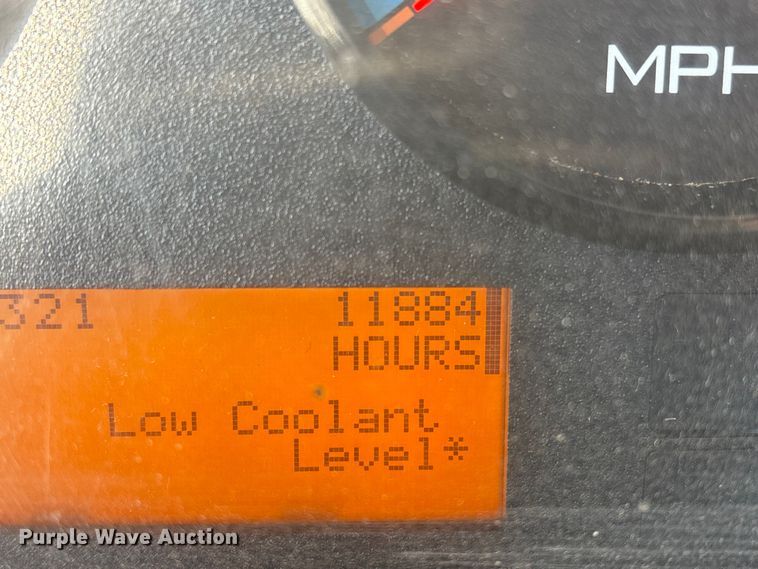 MPH
321 11884
HOURS
Low Coolant
Level*
Purple Wave Auction